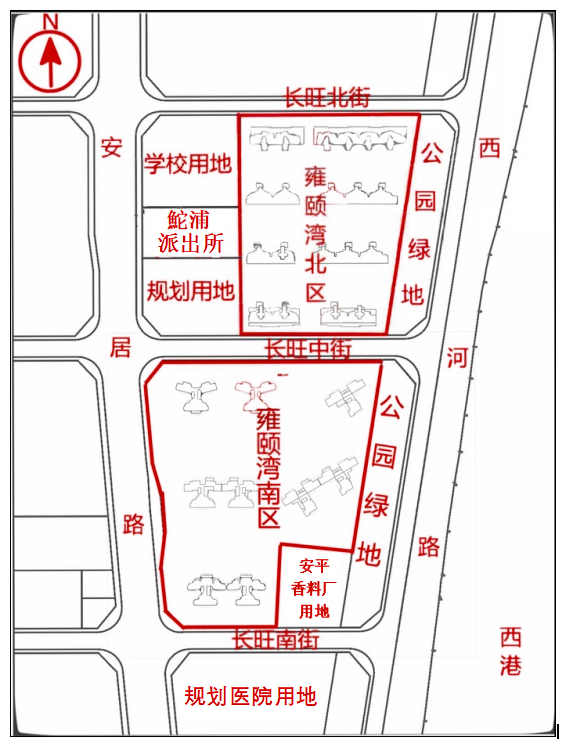 N
长旺北街
安居路
西河路
学校用地
鮀浦
派出所
规划用地
雍颐湾北区
公园绿地
长旺中街
雍颐湾南区
公园绿地
安平
香料厂
用地
长旺南街
西港
规划医院用地